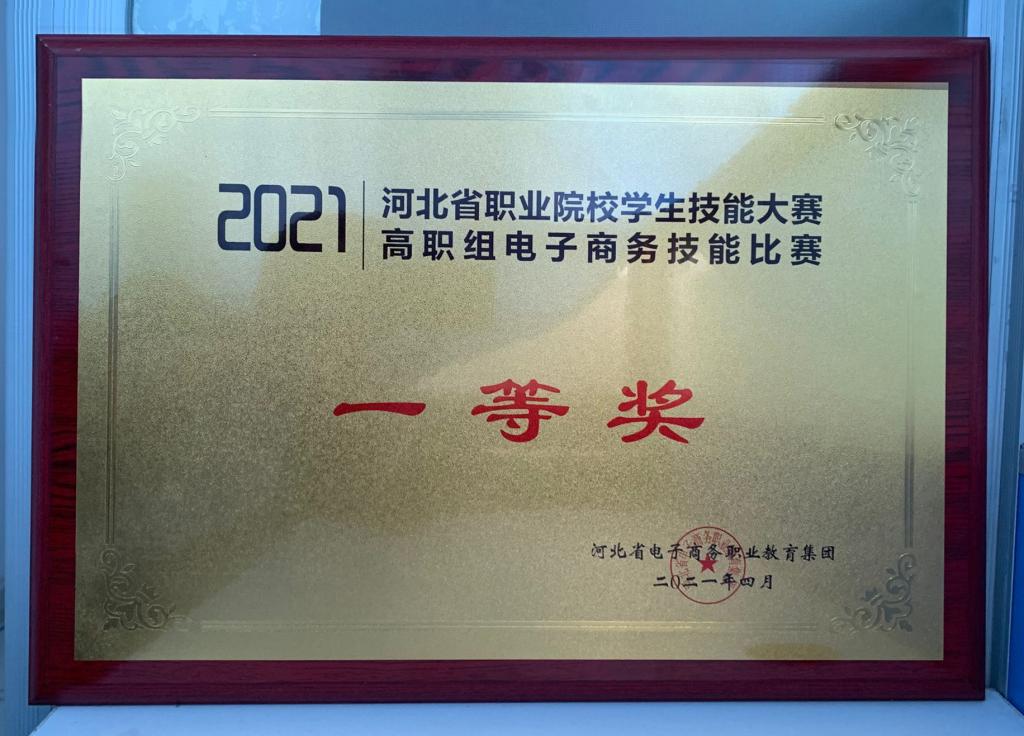 2021
河北省职业院校学生技能大赛
高职组电子商务技能比赛
一等奖
河北省电子商务职业教育集团
二〇二一年四月